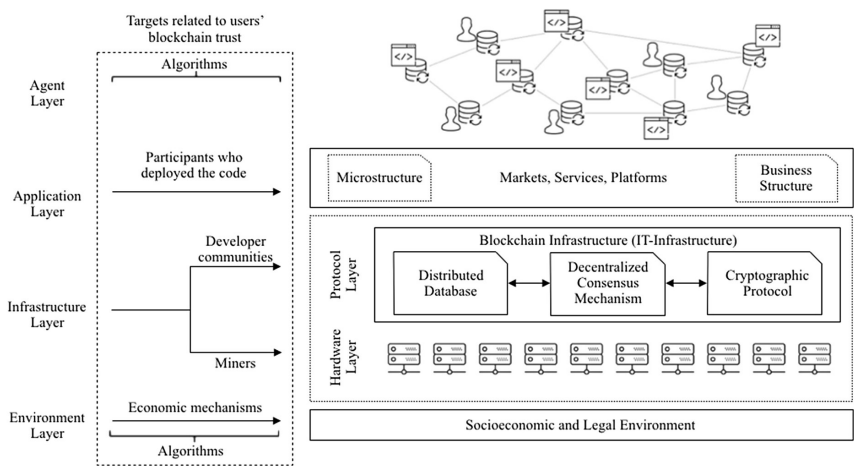 Targets related to users'
blockchain trust
Algorithms
Agent
Layer
</>
</>
</>
</>
</>
Participants who
deployed the code
Application
Layer
Microstructure
Markets, Services, Platforms
Business
Structure
Developer
communities
Infrastructure
Layer
Miners
Protocol
Layer
Blockchain Infrastructure (IT-Infrastructure)
Distributed
Database
Decentralized
Consensus
Mechanism
Cryptographic
Protocol
Hardware
Layer
Environment
Layer
Economic mechanisms
Algorithms
Socioeconomic and Legal Environment